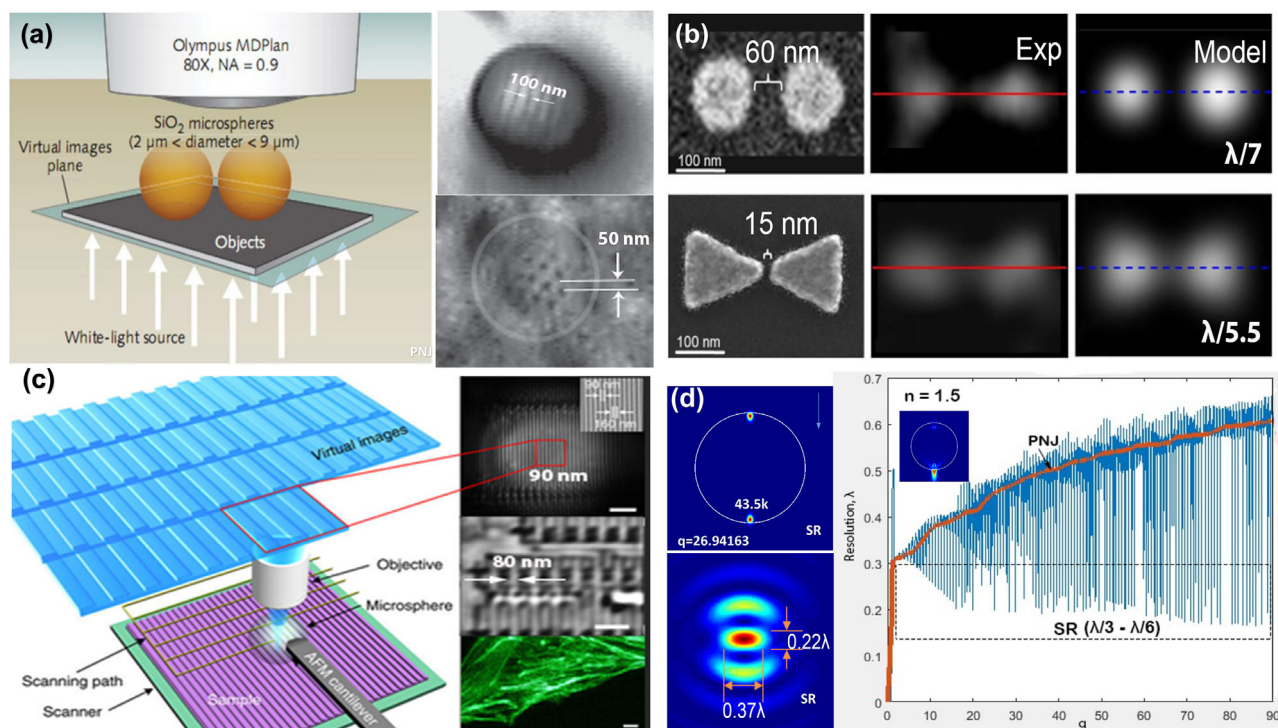 (a)
Olympus MDPlan
80X, NA = 0.9
SiO₂ microspheres
(2 µm < diameter < 9 µm)
Virtual images
plane
Objects
White-light source
PNJ
100 nm
50 nm
(b)
60 nm
100 nm
Exp
Model
λ/7
15 nm
100 nm
λ/5.5
(c)
Virtual images
Objective
Microsphere
Scanning path
Scanner
Sample
AFM cantilever
90 nm
160 nm
90 nm
80 nm
(d)
43.5k
q=26.94163
SR
0.22λ
0.37λ
SR
n = 1.5
PNJ
SR (λ/3 - λ/6)
Resolution, λ
0.7
0.6
0.5
0.4
0.3
0.2
0.1
0
0 10 20 30 40 50 60 70 80 90
q